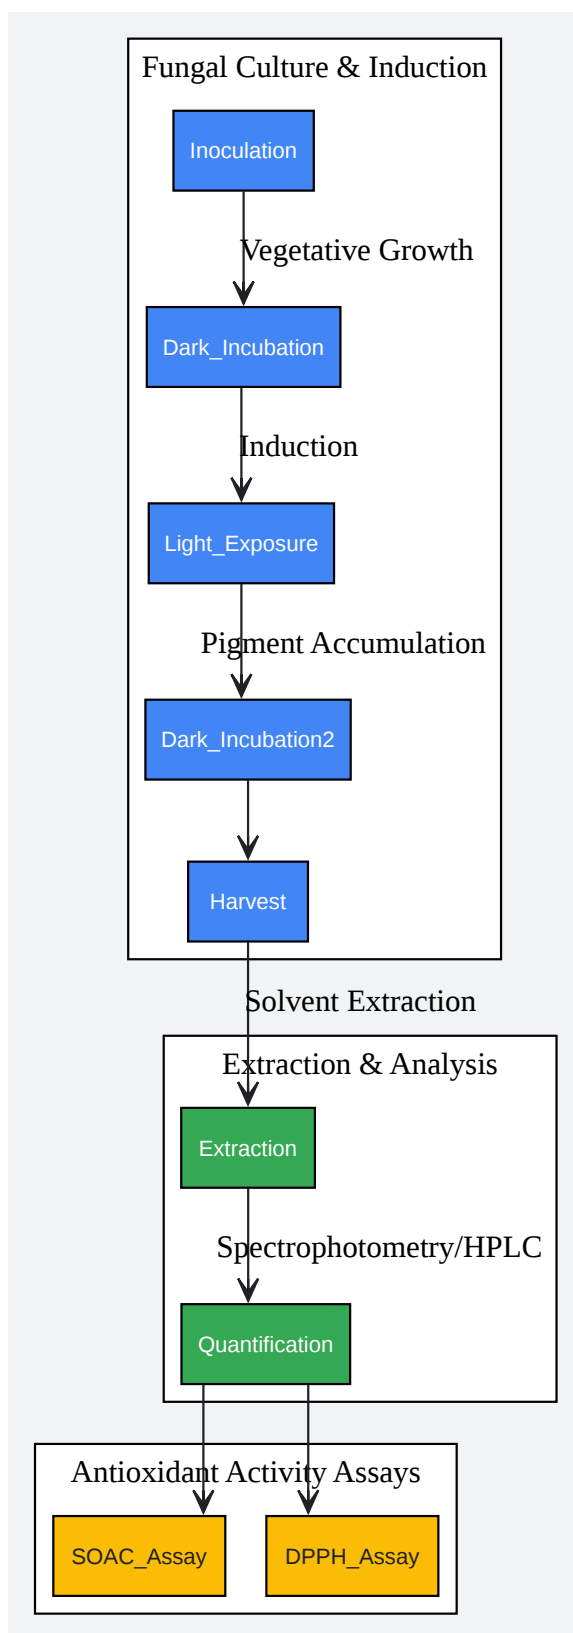 Fungal Culture & Induction
Inoculation
Vegetative Growth
Dark_Incubation
Induction
Light_Exposure
Pigment Accumulation
Dark_Incubation2
Harvest
Solvent Extraction
Extraction & Analysis
Extraction
Spectrophotometry/HPLC
Quantification
Antioxidant Activity Assays
SOAC_Assay
DPPH_Assay